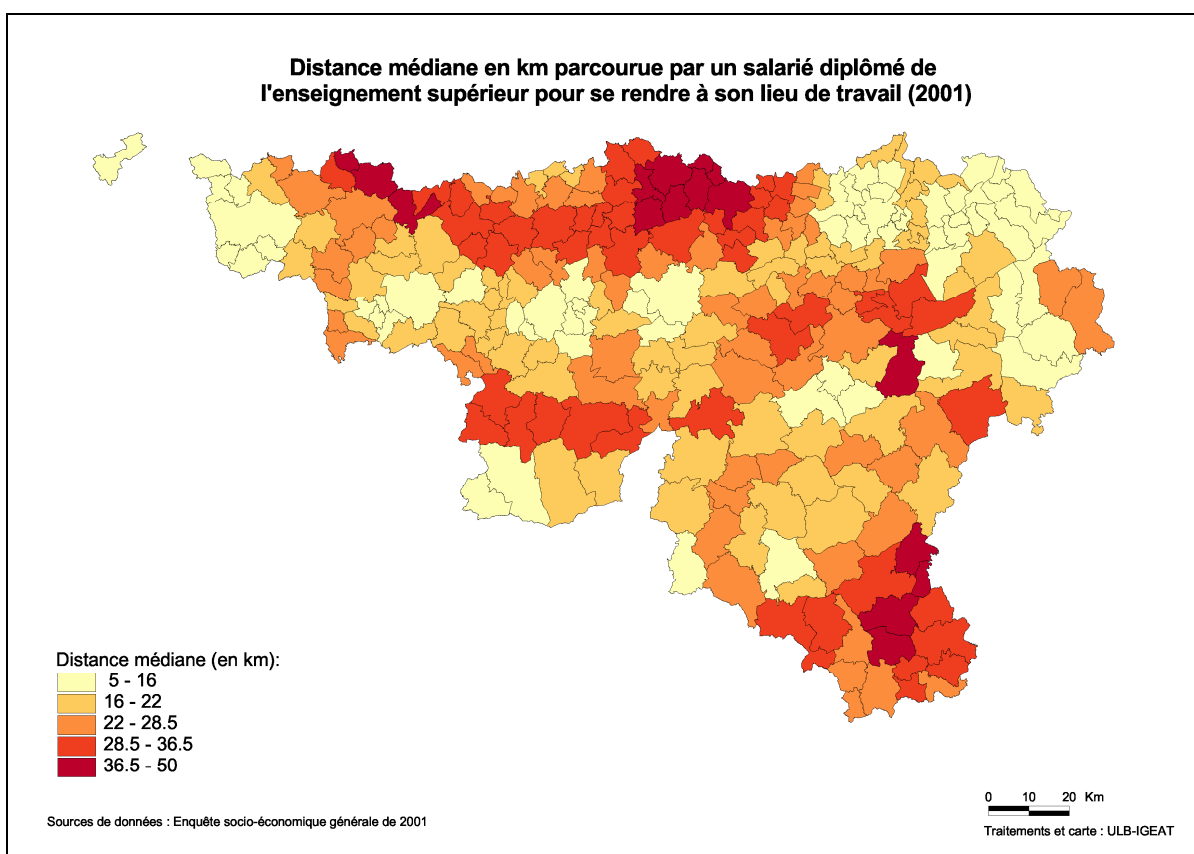 Distance médiane en km parcourue par un salarié diplômé de
l'enseignement supérieur pour se rendre à son lieu de travail (2001)
Distance médiane (en km):
5 - 16
16 - 22
22 - 28.5
28.5 - 36.5
36.5 - 50
0 10 20 Km
Sources de données : Enquête socio-économique générale de 2001
Traitements et carte : ULB-IGEAT